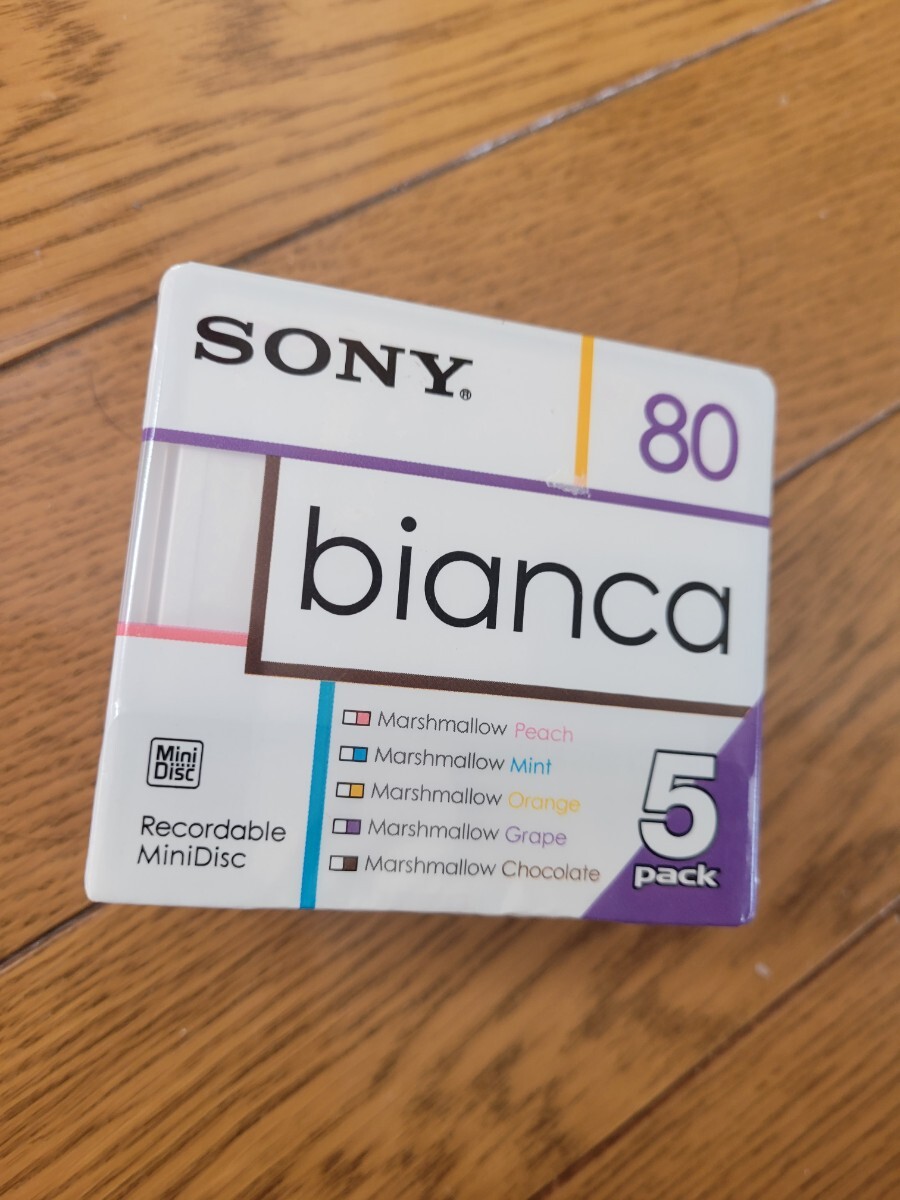 SONY®
80
bianca
Marshmallow Peach
Marshmallow Mint
Marshmallow Orange
Marshmallow Grape
Marshmallow Chocolate
Mini
Disc
Recordable
MiniDisc
5
pack